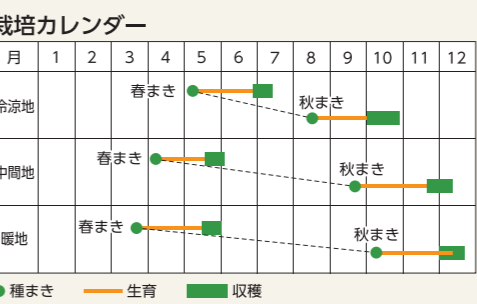 栽培カレンダー
月 1 2 3 4 5 6 7 8 9 10 11 12
冷涼地 春まき 秋まき
中間地 春まき 秋まき
暖地 春まき 秋まき
種まき 生育 収穫